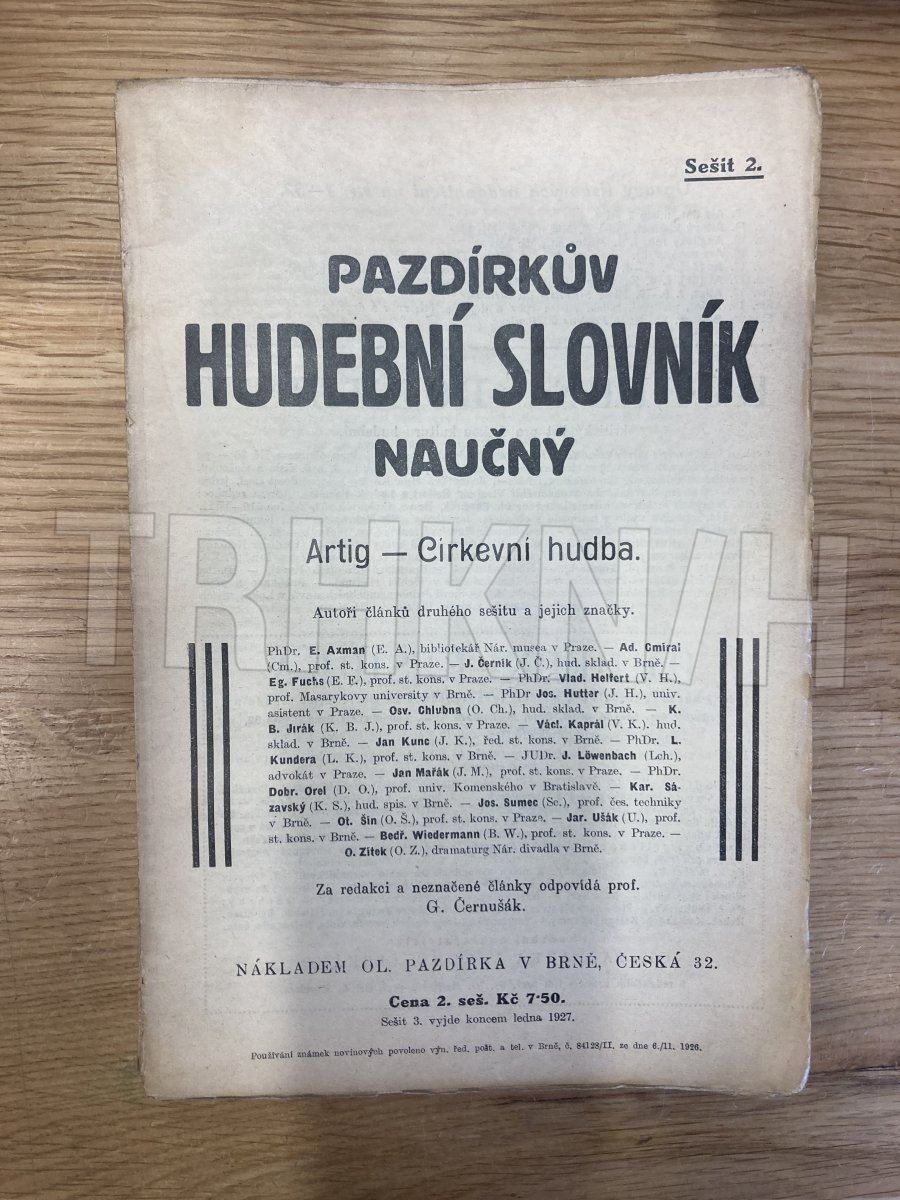 Sešit 2.
PAZDÍRKŮV
HUDEBNÍ SLOVNÍK
NAUČNÝ
Artig — Církevní hudba.
Autoři článků druhého sešitu a jejich značky.
PhDr. E. Axman (E. A.), bibliotekář Nár. musea v Praze. — Ad. Cmíral
(Cm.), prof. st. kons. v Praze. — J. Černík (J. Č.), hud. sklad. v Brně. —
Eg. Fuchs (E. F.), prof. st. kons. v Praze. — PhDr. Vlad. Helfert (V. H.),
prof. Masarykovy university v Brně. — PhDr Jos. Hutter (J. H.), univ.
asistent v Praze. — Osv. Chlubna (O. Ch.), hud. sklad. v Brně. — K.
B. Jirák (K. B. J.), prof. st. kons. v Praze. — Václ. Kaprál (V. K.). hud.
sklad. v Brně. — Jan Kunc (J. K.), řed. st. kons. v Brně. — PhDr. L.
Kundera (L. K.), prof. st. kons. v Brně. — JUDr. J. Löwenbach (Lch.),
advokát v Praze. — Jan Mařák (J. M.), prof. st. kons. v Praze. — PhDr.
Dobr. Orel (D. O.), prof. univ. Komenského v Bratislavě. — Kar. Sá-
zavský (K. S.), hud. spis. v Brně. — Jos. Sumec (Sc.), prof. čes. techniky
v Brně. — Ot. Šín (O. Š.), prof. st. kons. v Praze. — Jar. Ušák (U.), prof.
st. kons. v Brně. — Bedř. Wiedermann (B. W.), prof. st. kons. v Praze. —
O. Zítek (O. Z.), dramaturg Nár. divadla v Brně.
Za redakci a neznačené články odpovídá prof.
G. Černušák.
NÁKLADEM OL. PAZDÍRKA V BRNĚ, ČESKÁ 32.
Cena 2. seš. Kč 7·50.
Sešit 3. vyjde koncem ledna 1927.
Používání známek novinových povoleno výn. řed. pošt. a tel. v Brně, č. 84128/II. ze dne 6./11. 1926.
TRHKNIH